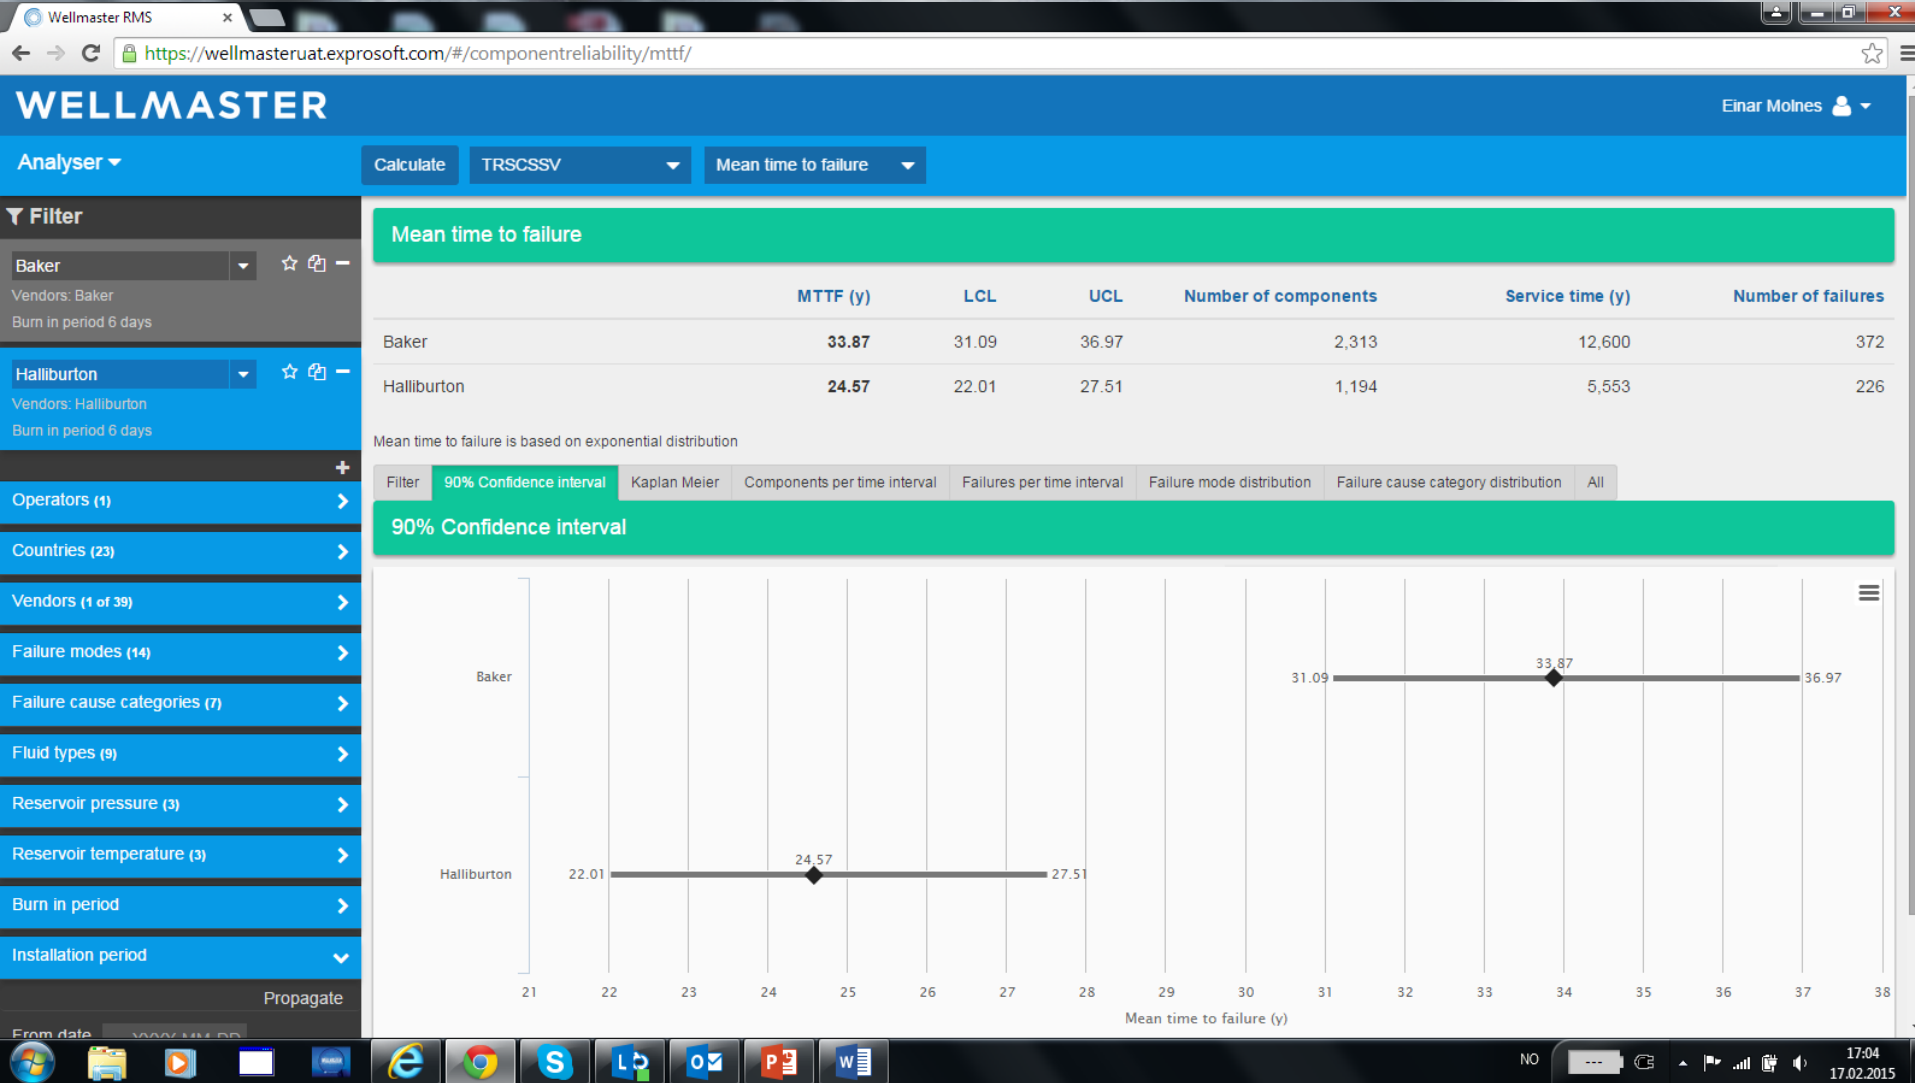 Wellmaster RMS
https://wellmasteruat.exprosoft.com/#/componentreliability/mttf/
WELLMASTER
Einar Molnes
Analyser
Calculate
TRSCSSV
Mean time to failure
Filter
Baker
Vendors: Baker
Burn in period 6 days
Halliburton
Vendors: Halliburton
Burn in period 6 days
Operators (1)
Countries (23)
Vendors (1 of 39)
Failure modes (14)
Failure cause categories (7)
Fluid types (9)
Reservoir pressure (3)
Reservoir temperature (3)
Burn in period
Installation period
Propagate
From date YYYY-MM-DD
Mean time to failure
MTTF (y) LCL UCL Number of components Service time (y) Number of failures
Baker 33.87 31.09 36.97 2,313 12,600 372
Halliburton 24.57 22.01 27.51 1,194 5,553 226
Mean time to failure is based on exponential distribution
Filter 90% Confidence interval Kaplan Meier Components per time interval Failures per time interval Failure mode distribution Failure cause category distribution All
90% Confidence interval
33.87
Baker 31.09 36.97
24.57
Halliburton 22.01 27.51
21 22 23 24 25 26 27 28 29 30 31 32 33 34 35 36 37 38
Mean time to failure (y)
NO
17:04
17.02.2015